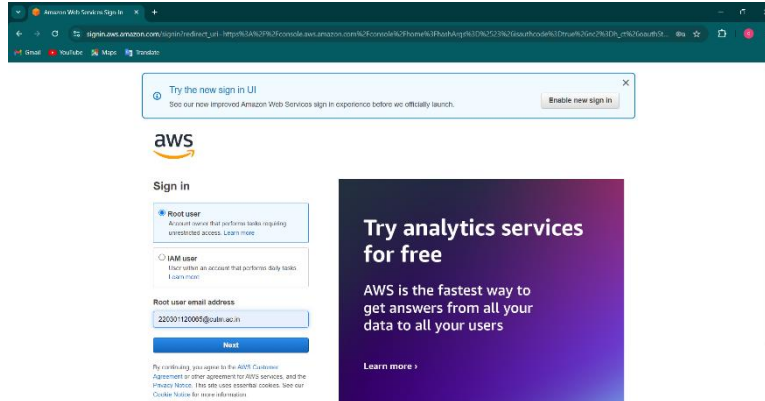 Amazon Web Services Sign-In
signin.aws.amazon.com/signin?redirect_uri=https%3A%2F%2Fconsole.aws.amazon.com%2Fconsole%2Fhome%3FhashArgs%3D%2523%26isauthcode%3Dtrue%26nc2%3Dh_ct%26oauthSt...
Gmail YouTube Maps Translate
Try the new sign in UI
See our new improved Amazon Web Services sign in experience before we officially launch.
Enable new sign in
aws
Sign in
Root user
Account owner that performs tasks requiring
unrestricted access. Learn more
IAM user
User within an account that performs daily tasks.
Learn more
Root user email address
220301120065@cutm.ac.in
Next
By continuing, you agree to the AWS Customer
Agreement or other agreement for AWS services, and the
Privacy Notice. This site uses essential cookies. See our
Cookie Notice for more information.
Try analytics services
for free
AWS is the fastest way to
get answers from all your
data to all your users
Learn more ›